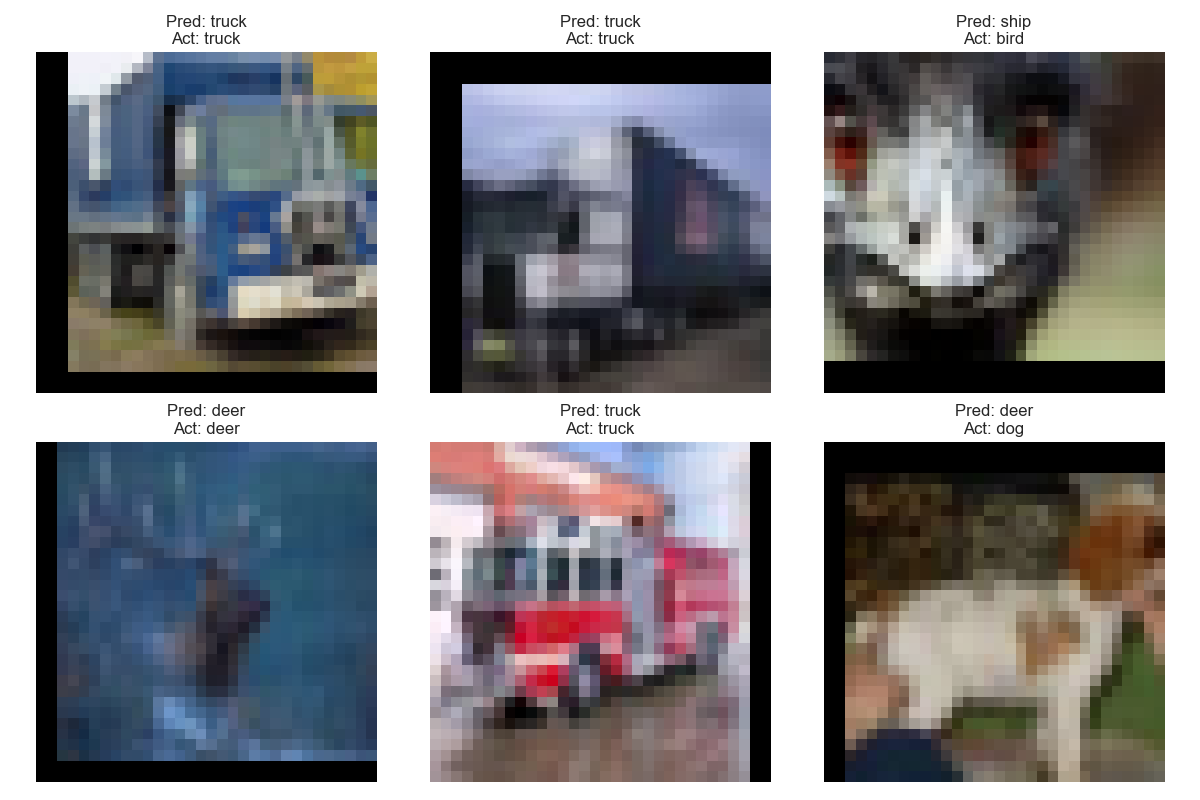 Pred: truck
Act: truck
Pred: truck
Act: truck
Pred: ship
Act: bird
Pred: deer
Act: deer
Pred: truck
Act: truck
Pred: deer
Act: dog